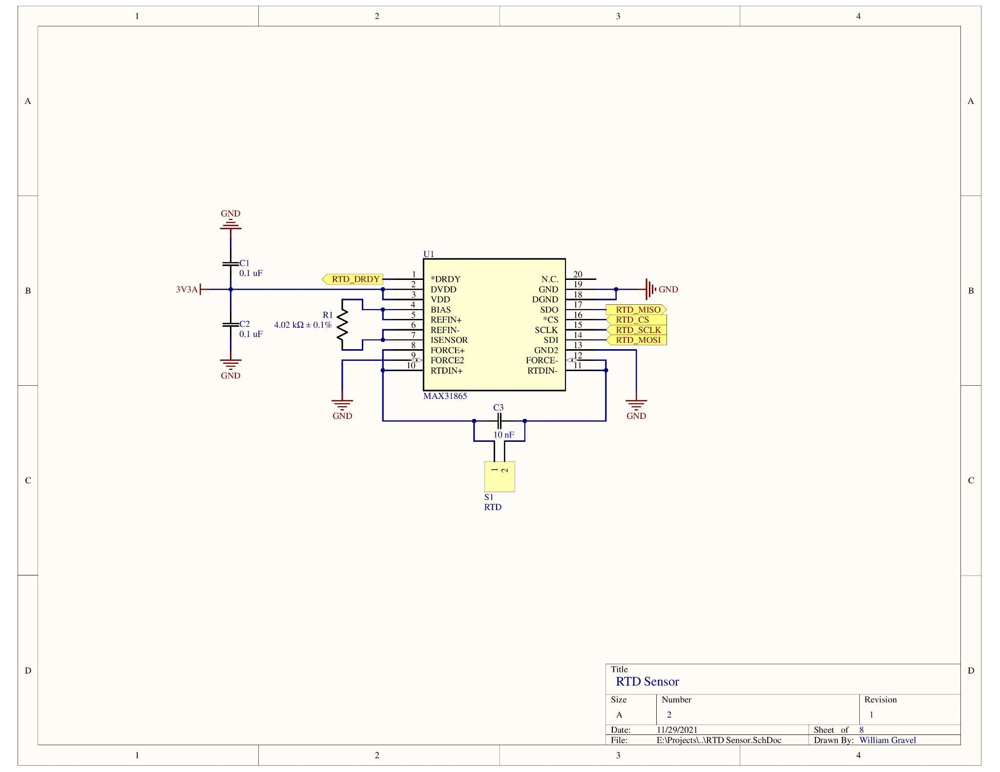 1 2 3 4
A A
GND
U1
C1
0.1 uF
3V3A
RTD_DRDY
1 *DRDY N.C. 20
2 DVDD GND 19
GND
3 VDD DGND 18
4 BIAS SDO 17
RTD_MISO
5 REFIN+ *CS 16
RTD_CS
6 REFIN- SCLK 15
RTD_SCLK
7 ISENSOR SDI 14
RTD_MOSI
8 FORCE+ GND2 13
9 FORCE2 FORCE- 12
10 RTDIN+ RTDIN- 11
B B
R1
4.02 kΩ ± 0.1%
C2
0.1 uF
GND
MAX31865
GND
C3
10 nF
GND
1 2
S1
RTD
C C
D D
Title
RTD Sensor
Size Number Revision
A 2 1
Date: 11/29/2021 Sheet of 8
File: E:\Projects\..\RTD Sensor.SchDoc Drawn By: William Gravel
1 2 3 4